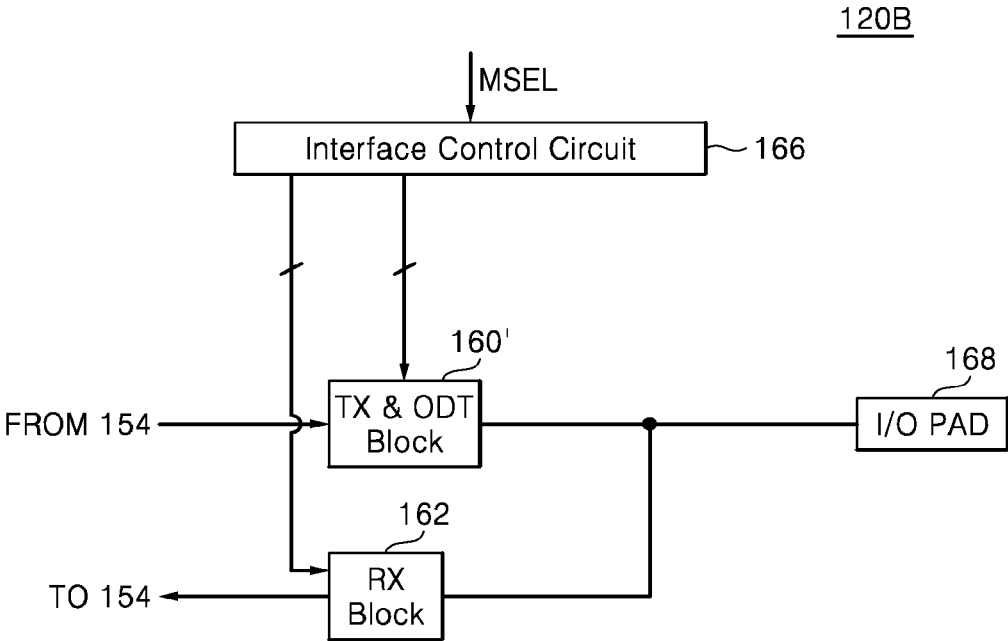 120B
MSEL
Interface Control Circuit
166
160'
168
FROM 154
TX & ODT
Block
I/O PAD
162
TO 154
RX
Block